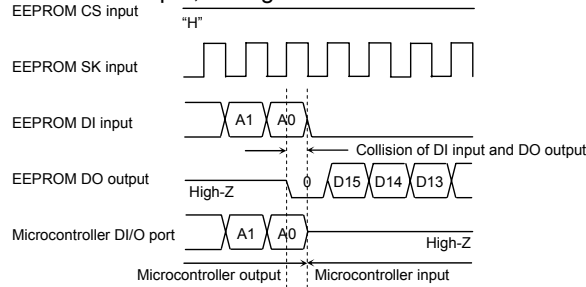 EEPROM CS input
"H"
EEPROM SK input
EEPROM DI input
A1 A0
Collision of DI input and DO output
EEPROM DO output
High-Z
0 D15 D14 D13
Microcontroller DI/O port
A1 A0
High-Z
Microcontroller output Microcontroller input